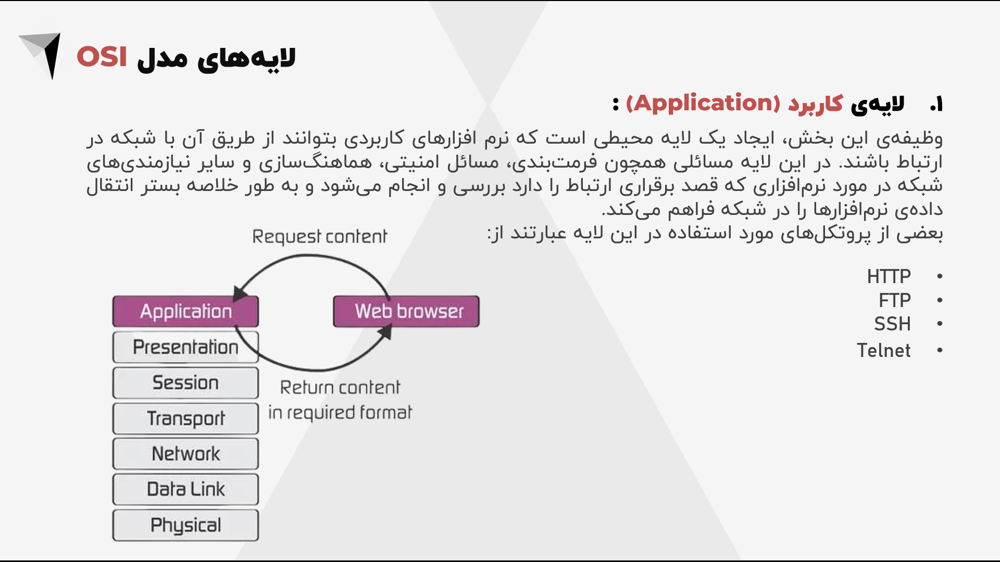 لایه‌های مدل OSI
۱. لایه‌ی کاربرد (Application) :
وظیفه‌ی این بخش، ایجاد یک لایه محیطی است که نرم افزارهای کاربردی بتوانند از طریق آن با شبکه در
ارتباط باشند. در این لایه مسائلی همچون فرمت‌بندی، مسائل امنیتی، هماهنگ‌سازی و سایر نیازمندی‌های
شبکه در مورد نرم‌افزاری که قصد برقراری ارتباط را دارد بررسی و انجام می‌شود و به طور خلاصه بستر انتقال
داده‌ی نرم‌افزارها را در شبکه فراهم می‌کند.
بعضی از پروتکل‌های مورد استفاده در این لایه عبارتند از:
• HTTP
• FTP
• SSH
• Telnet
Request content
Application
Web browser
Presentation
Session
Return content
in required format
Transport
Network
Data Link
Physical